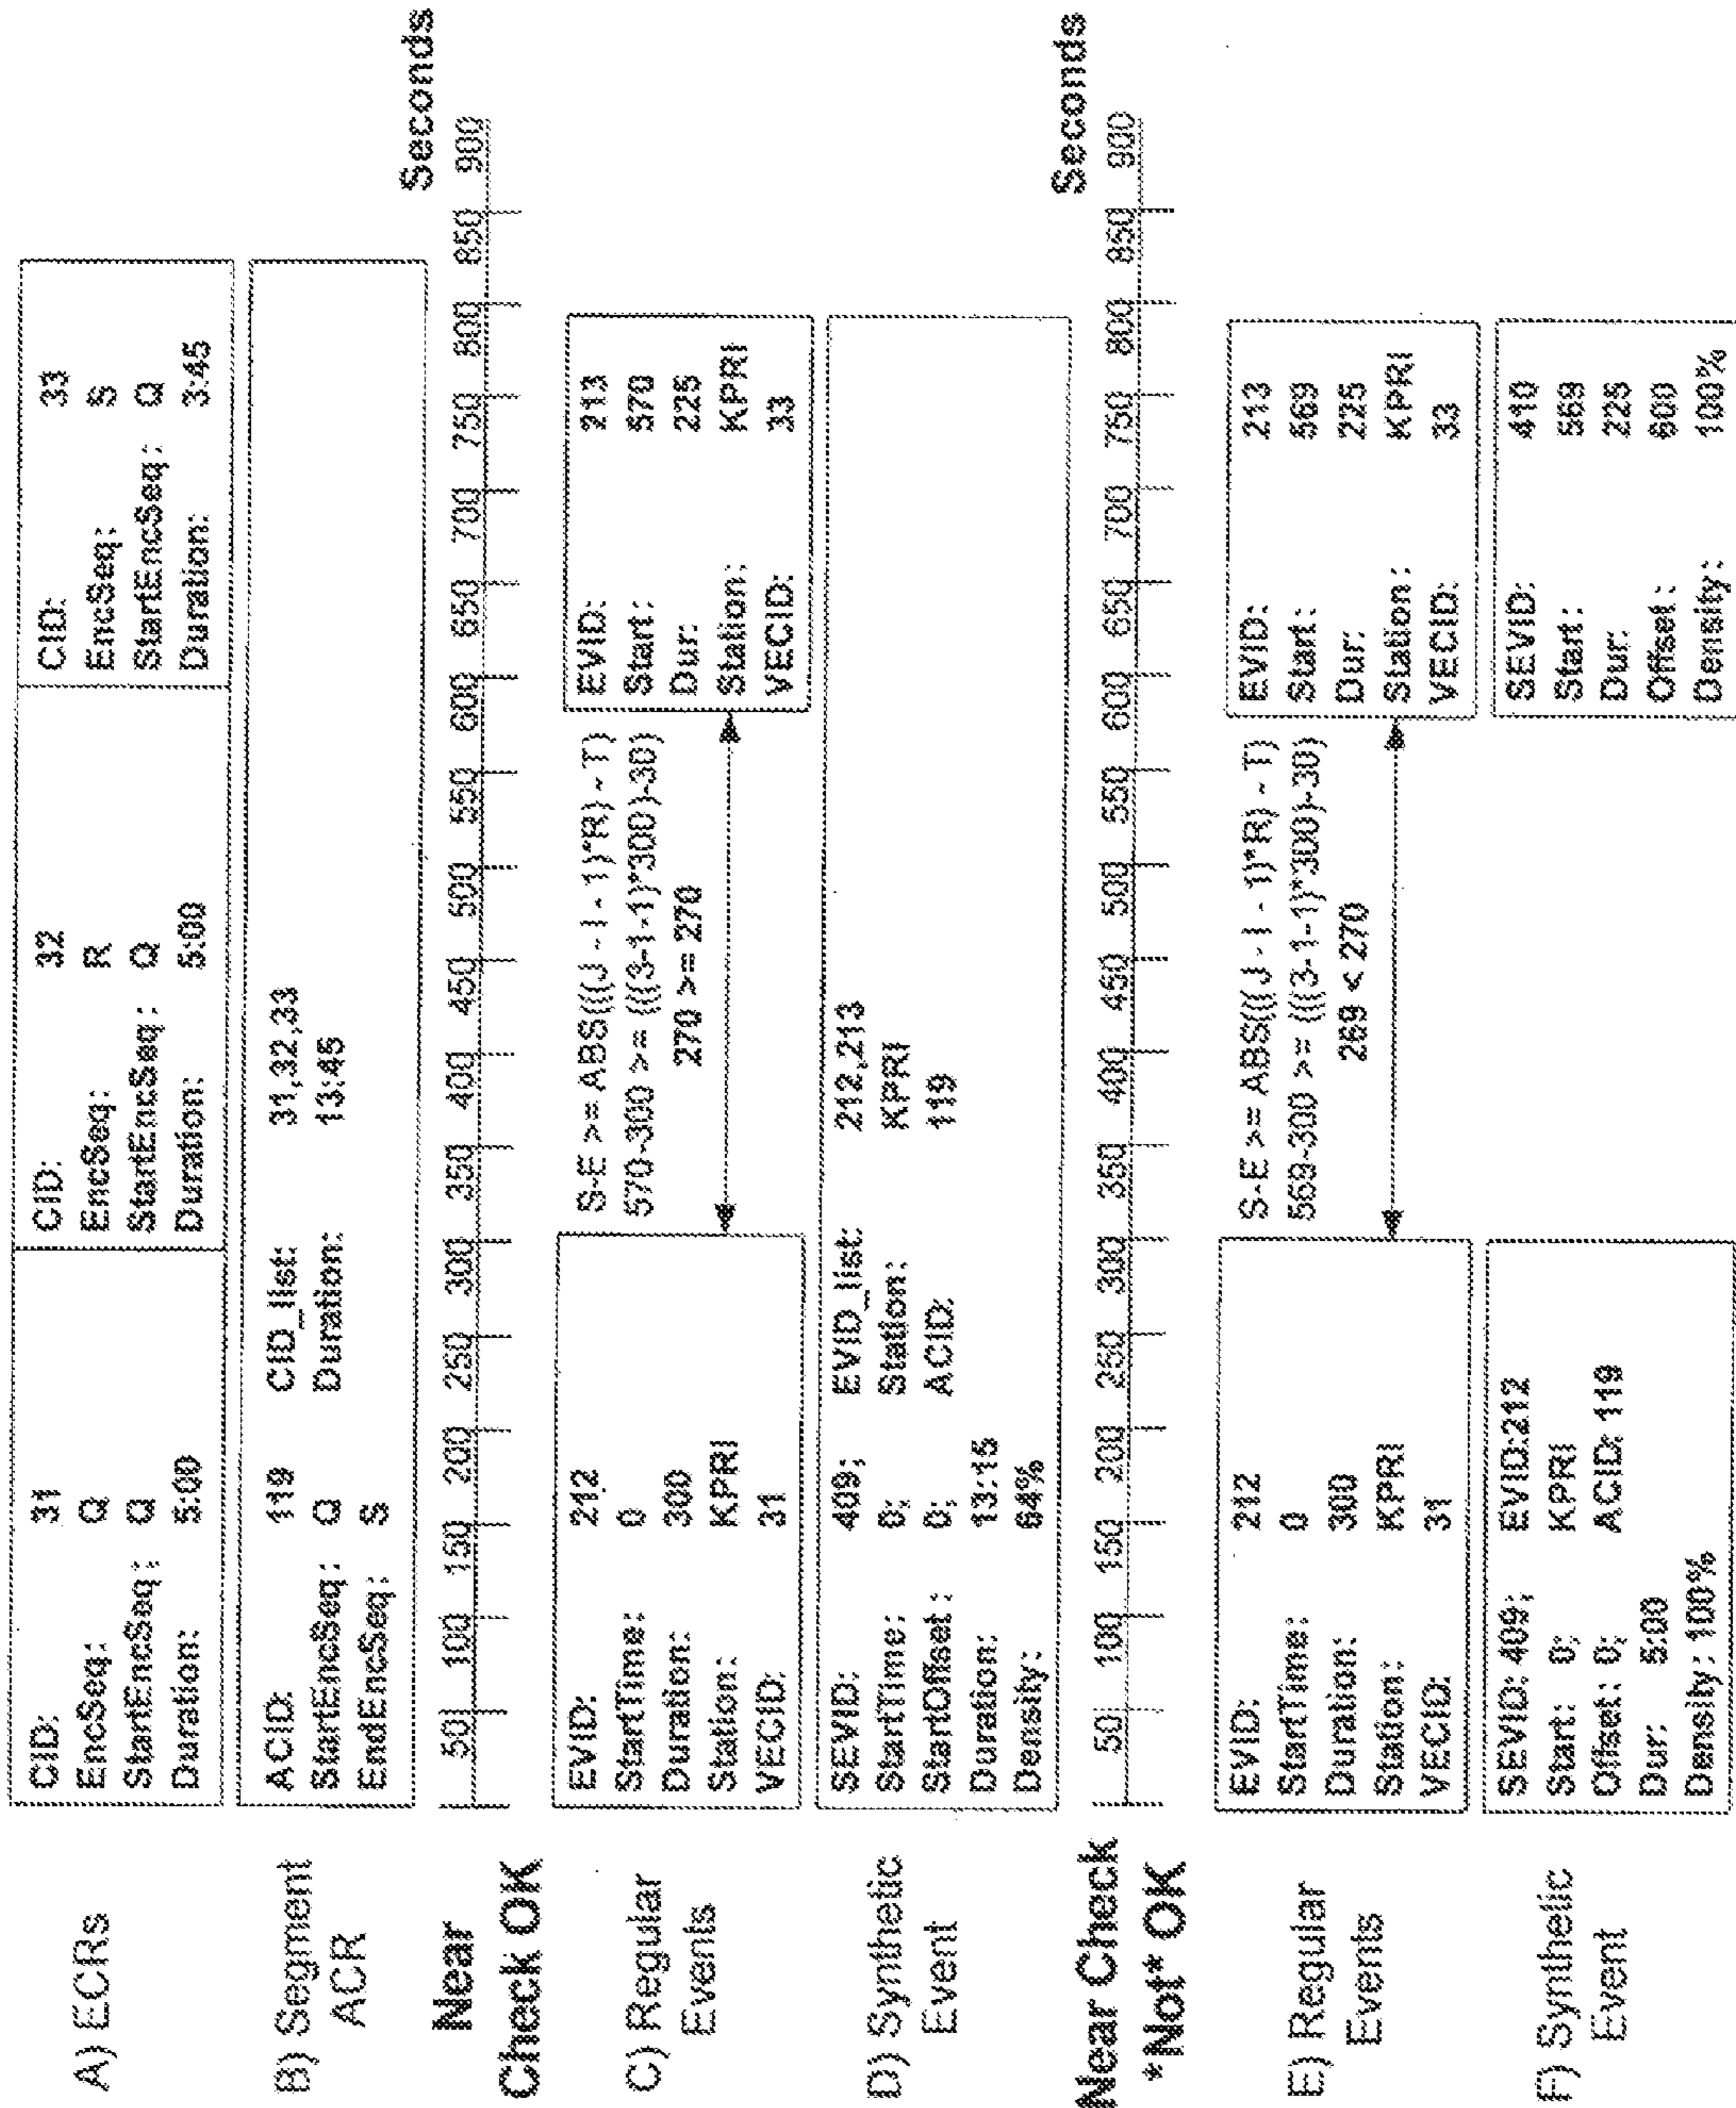 A) ECRs
CID: 31
EncSeq: Q
StartEncSeq: Q
Duration: 5:00
CID: 32
EncSeq: R
StartEncSeq: Q
Duration: 5:00
CID: 33
EncSeq: S
StartEncSeq: Q
Duration: 3:45
B) Segment
ACR
ACID: 119
StartEncSeq: Q
EndEncSeq: S
CID_list: 31,32,33
Duration: 13:45
Near
Check OK
Seconds
50 100 150 200 250 300 350 400 450 500 550 600 650 700 750 800 850 900
C) Regular
Events
EVID: 212
StartTime: 0
Duration: 300
Station: KPRI
VECID: 31
S-E >= ABS(((J - I - 1)*R) - T)
570-300 >= (((3-1-1)*300)-30)
270 >= 270
EVID: 213
Start: 570
Dur: 225
Station: KPRI
VECID: 33
D) Synthetic
Event
SEVID: 409;
StartTime: 0;
StartOffset: 0;
Duration: 13:15
Density: 64%
EVID_list: 212,213
Station: KPRI
ACID: 119
Near Check
*Not* OK
Seconds
50 100 150 200 250 300 350 400 450 500 550 600 650 700 750 800 850 900
E) Regular
Events
EVID: 212
StartTime: 0
Duration: 300
Station: KPRI
VECID: 31
S-E >= ABS(((J - I - 1)*R) - T)
569-300 >= (((3-1-1)*300)-30)
269 < 270
EVID: 213
Start: 569
Dur: 225
Station: KPRI
VECID: 33
F) Synthetic
Event
SEVID: 409; EVID:212
Start: 0; KPRI
Offset: 0; ACID: 119
Dur: 5:00
Density: 100%
SEVID: 410
Start: 569
Dur: 225
Offset: 600
Density: 100%